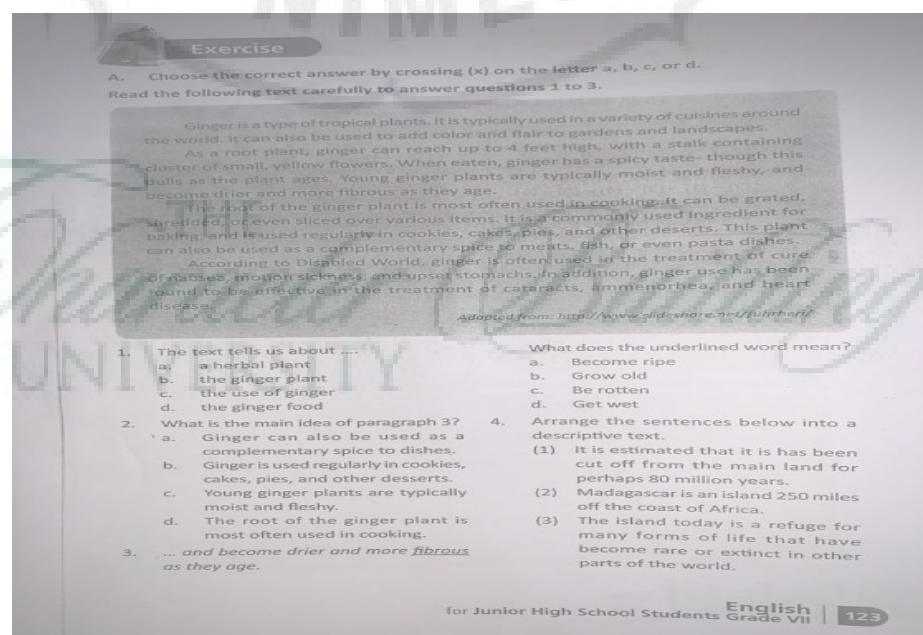 Exercise
A. Choose the correct answer by crossing (x) on the letter a, b, c, or d.
Read the following text carefully to answer questions 1 to 3.
Ginger is a type of tropical plants. It is typically used in a variety of cuisines around
the world. It can also be used to add color and flair to gardens and landscapes.
As a root plant, ginger can reach up to 4 feet high, with a stalk containing
cluster of small, yellow flowers. When eaten, ginger has a spicy taste- though this
dulls as the plant ages. Young ginger plants are typically moist and fleshy, and
become drier and more fibrous as they age.
The root of the ginger plant is most often used in cooking. It can be grated,
shredded, or even sliced over various items. It is a commonly used ingredient for
baking, and is used regularly in cookies, cakes, pies, and other deserts. This plant
can also be used as a complementary spice to meats, fish, or even pasta dishes.
According to Disabled World, ginger is often used in the treatment of cure
of nausea, motion sickness, and upset stomachs. In addition, ginger use has been
found to be effective in the treatment of cataracts, ammenorhea, and heart
disease.
Adapted from: http://www.slideshare.net/
1. The text tells us about ....
a. a herbal plant
b. the ginger plant
c. the use of ginger
d. the ginger food
2. What is the main idea of paragraph 3?
a. Ginger can also be used as a
complementary spice to dishes.
b. Ginger is used regularly in cookies,
cakes, pies, and other desserts.
c. Young ginger plants are typically
moist and fleshy.
d. The root of the ginger plant is
most often used in cooking.
3. ... and become drier and more fibrous
as they age.
What does the underlined word mean?
a. Become ripe
b. Grow old
c. Be rotten
d. Get wet
4. Arrange the sentences below into a
descriptive text.
(1) It is estimated that it is has been
cut off from the main land for
perhaps 80 million years.
(2) Madagascar is an island 250 miles
off the coast of Africa.
(3) The island today is a refuge for
many forms of life that have
become rare or extinct in other
parts of the world.
English
for Junior High School Students Grade VII 123
UNIVERSITY